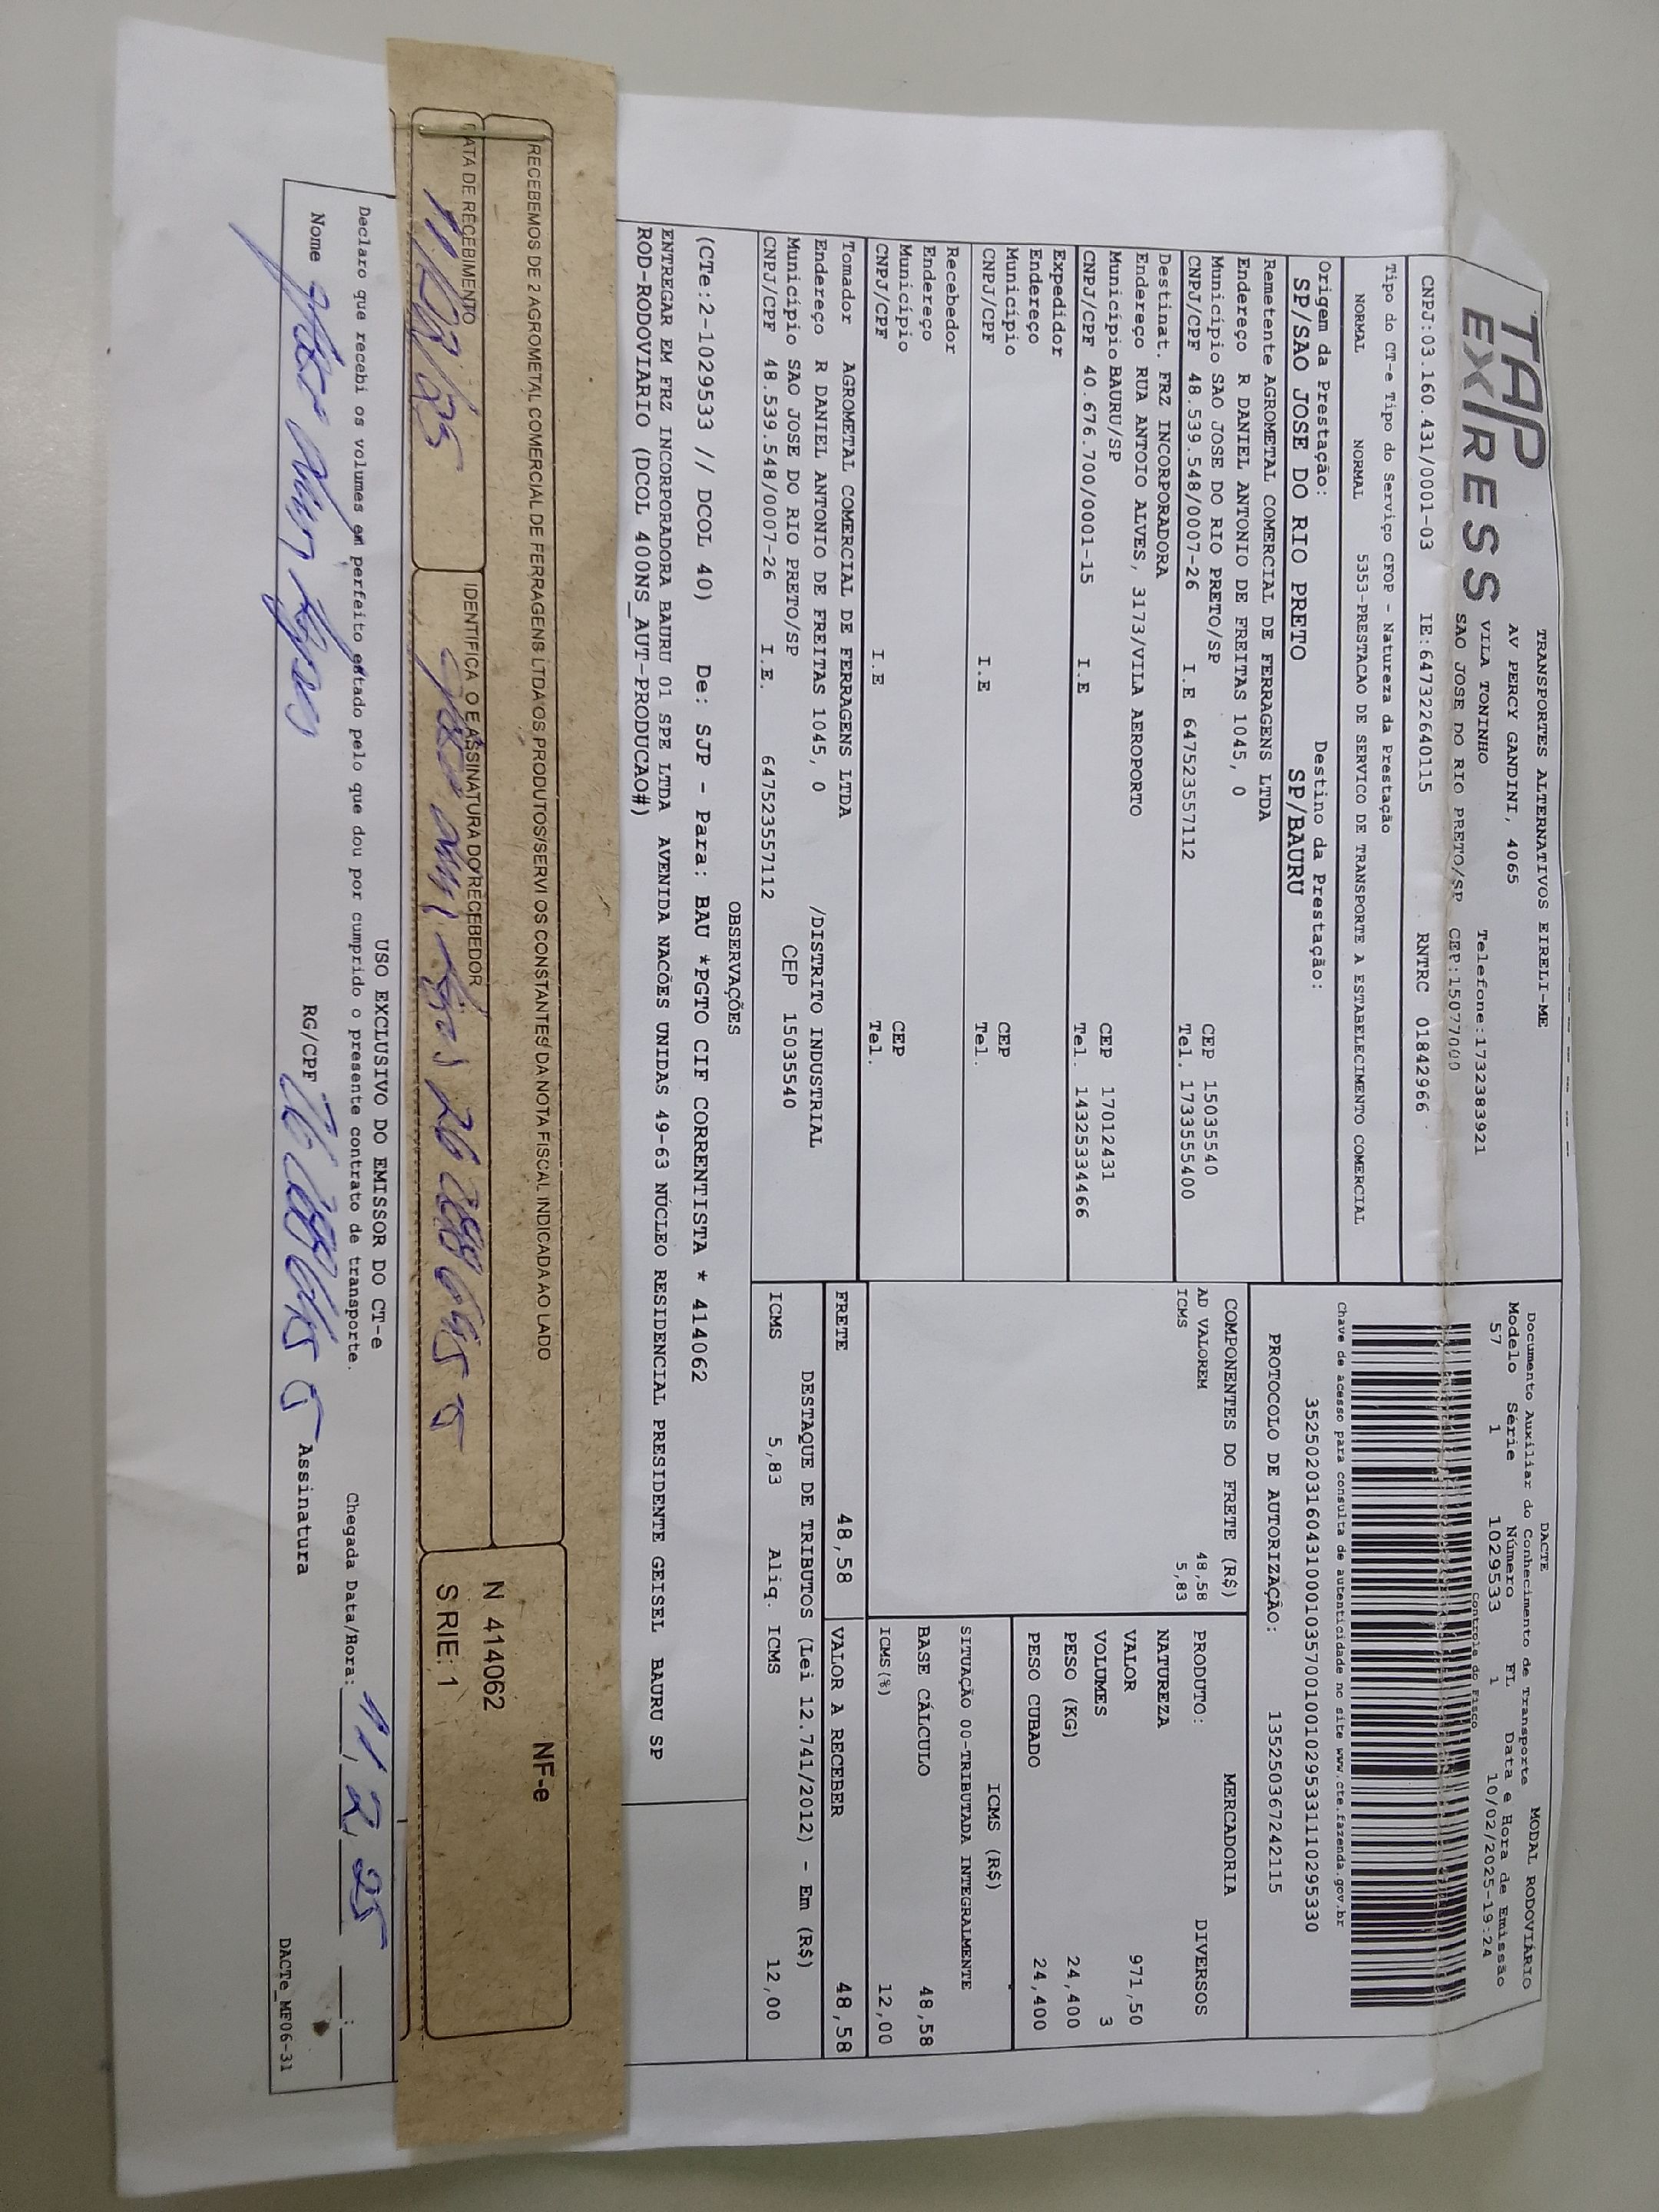 TAP
EXPRESS
TRANSPORTES ALTERNATIVOS EIRELI-ME
AV PERCY GANDINI, 4065
VILA TONINHO Telefone:1732383921
SAO JOSE DO RIO PRETO/SP CEP:15077000
CNPJ:03.160.431/0001-03 IE:647322640115 RNTRC 01842966
DACTE MODAL RODOVIÁRIO
Documento Auxiliar do Conhecimento de Transporte
Modelo Série Número FL Data e Hora de Emissão
57 1 1029533 1 10/02/2025-19:24
Controle do Fisco
Chave de acesso para consulta de autenticidade no site www.cte.fazenda.gov.br
35250203160431000103570010010295331110295330
PROTOCOLO DE AUTORIZAÇÃO: 135250367242115
Tipo do CT-e Tipo do Serviço CFOP - Natureza da Prestação
NORMAL NORMAL 5353-PRESTACAO DE SERVICO DE TRANSPORTE A ESTABELECIMENTO COMERCIAL
Origem da Prestação: Destino da Prestação:
SP/SAO JOSE DO RIO PRETO SP/BAURU
Remetente AGROMETAL COMERCIAL DE FERRAGENS LTDA
Endereço R DANIEL ANTONIO DE FREITAS 1045, 0
Município SAO JOSE DO RIO PRETO/SP CEP 15035540
CNPJ/CPF 48.539.548/0007-26 I.E 647523557112 Tel. 1733555400
Destinat. FRZ INCORPORADORA
Endereço RUA ANTOIO ALVES, 3173/VILA AEROPORTO
Município BAURU/SP CEP 17012431
CNPJ/CPF 40.676.700/0001-15 I.E Tel. 14325334466
Expedidor
Endereço
Município CEP
CNPJ/CPF I.E Tel.
Recebedor
Endereço
Município CEP
CNPJ/CPF I.E Tel.
Tomador AGROMETAL COMERCIAL DE FERRAGENS LTDA
Endereço R DANIEL ANTONIO DE FREITAS 1045, 0 /DISTRITO INDUSTRIAL
Município SAO JOSE DO RIO PRETO/SP CEP 15035540
CNPJ/CPF 48.539.548/0007-26 I.E. 647523557112
COMPONENTES DO FRETE (R$)
AD VALOREM 48,58
ICMS 5,83
MERCADORIA
PRODUTO: DIVERSOS
NATUREZA
VALOR 971,50
VOLUMES 3
PESO (KG) 24,400
PESO CUBADO 24,400
ICMS (R$)
SITUAÇÃO 00-TRIBUTADA INTEGRALMENTE
BASE CÁLCULO 48,58
ICMS(%) 12,00
FRETE 48,58 VALOR A RECEBER 48,58
DESTAQUE DE TRIBUTOS (Lei 12.741/2012) - Em (R$)
ICMS 5,83 Aliq. ICMS 12,00
OBSERVAÇÕES
(CTe:2-1029533 // DCOL 40) De: SJP - Para: BAU *PGTO CIF CORRENTISTA * 414062
ENTREGAR EM FRZ INCORPORADORA BAURU 01 SPE LTDA AVENIDA NACÕES UNIDAS 49-63 NÚCLEO RESIDENCIAL PRESIDENTE GEISEL BAURU SP
ROD-RODOVIARIO (DCOL 400NS_AUT-PRODUCAO#)
RECEBEMOS DE 2 AGROMETAL COMERCIAL DE FERRAGENS LTDA OS PRODUTOS/SERVI OS CONSTANTES DA NOTA FISCAL INDICADA AO LADO
NF-e
N 414062
S RIE: 1
DATA DE RECEBIMENTO IDENTIFICA O E ASSINATURA DO RECEBEDOR
USO EXCLUSIVO DO EMISSOR DO CT-e
Declaro que recebi os volumes em perfeito estado pelo que dou por cumprido o presente contrato de transporte. Chegada Data/Hora: 11, 2, 25 :
Nome RG/CPF Assinatura
DACTe_MF06-31